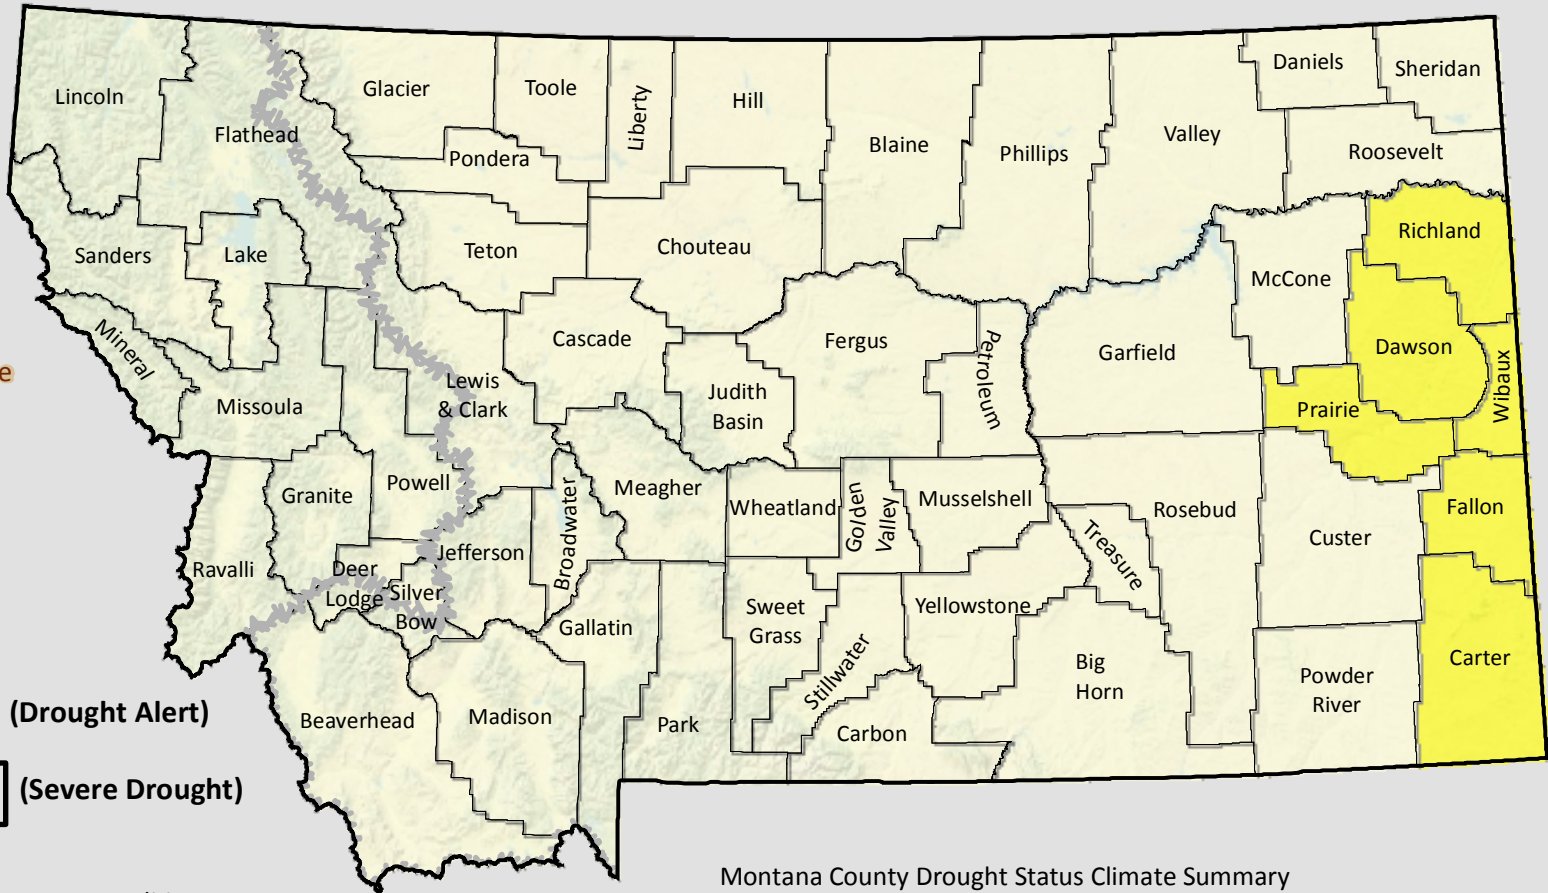 Lincoln
Flathead
Glacier
Toole
Liberty
Hill
Blaine
Phillips
Valley
Daniels
Sheridan
Roosevelt
Pondera
Sanders
Lake
Teton
Chouteau
McCone
Richland
Mineral
Missoula
Lewis
& Clark
Cascade
Judith
Basin
Fergus
Petroleum
Garfield
Dawson
Wibaux
Prairie
e
Granite
Powell
Meagher
Wheatland
Golden
Valley
Musselshell
Treasure
Rosebud
Custer
Fallon
Ravalli
Deer
Lodge
Silver
Bow
Jefferson
Broadwater
Gallatin
Sweet
Grass
Stillwater
Yellowstone
Big
Horn
Powder
River
Carter
Beaverhead
Madison
Park
Carbon
(Drought Alert)
(Severe Drought)
Montana County Drought Status Climate Summary